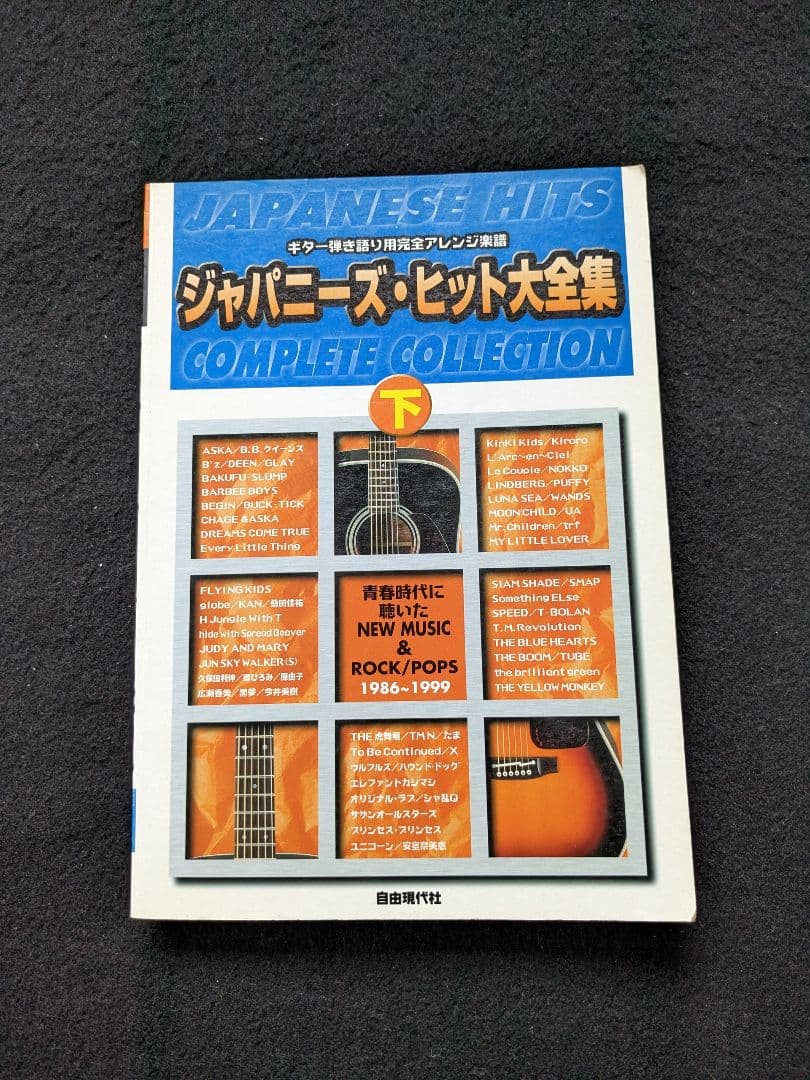 JAPANESE HITS
ギター弾き語り用完全アレンジ楽譜
ジャパニーズ・ヒット大全集
COMPLETE COLLECTION
下
ASKA/B.B.クイーンズ
B'z/DEEN/GLAY
BAKUFU-SLUMP
BARBEE BOYS
BEGIN/BUCK-TICK
CHAGE &ASKA
DREAMS COME TRUE
Every Little Thing
KinKi Kids/Kiroro
L'Arc~en~Ciel
Le Couple/NOKKO
LINDBERG/PUFFY
LUNA SEA/WANDS
MOON CHILD/UA
Mr.Children/trf
MY LITTLE LOVER
FLYING KIDS
globe/KAN/桑田佳祐
H Jungle With T
hide with Spread Beaver
JUDY AND MARY
JUN SKY WALKER(S)
久保田利伸/郷ひろみ/原由子
広瀬香美/黒夢/今井美樹
青春時代に
聴いた
NEW MUSIC
&
ROCK/POPS
1986~1999
SIAM SHADE/SMAP
Something ELse
SPEED/T-BOLAN
T.M.Revolution
THE BLUE HEARTS
THE BOOM/TUBE
the brilliant green
THE YELLOW MONKEY
THE 虎舞竜/TMN/たま
To Be Continued/X
ウルフルズ/ハウンド・ドッグ
エレファントカシマシ
オリジナル・ラブ/シャ乱Q
サザンオールスターズ
プリンセス・プリンセス
ユニコーン/安室奈美恵
自由現代社